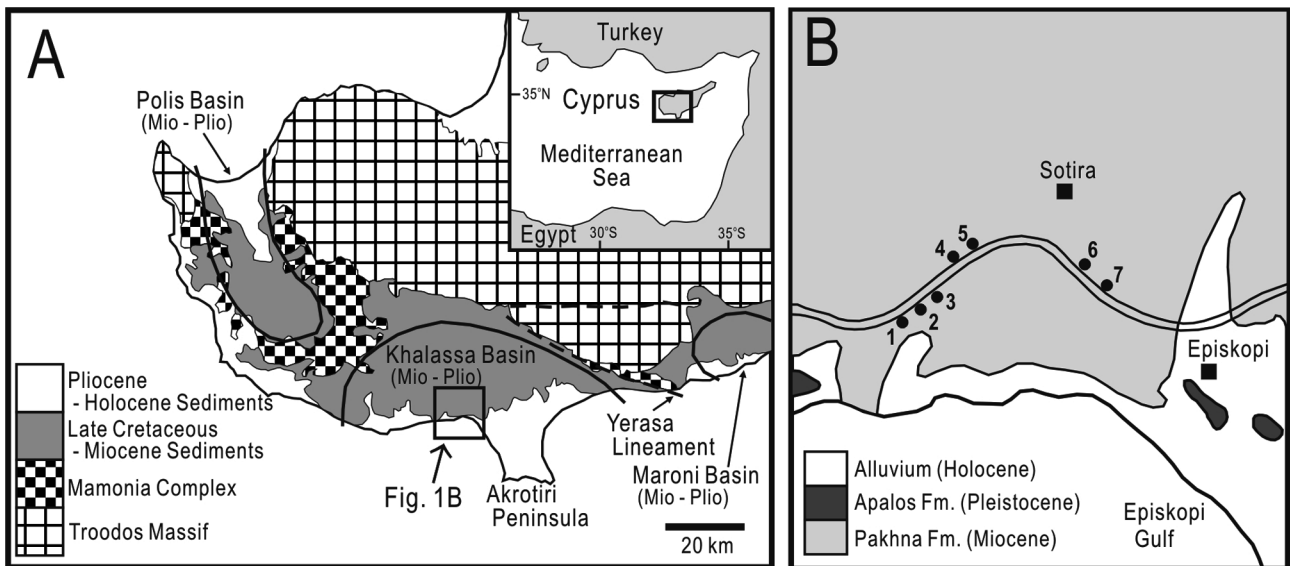 A
Turkey
35°N
Cyprus
Mediterranean
Sea
Egypt
30°S
35°S
Polis Basin
(Mio - Plio)
Khalassa Basin
(Mio - Plio)
Yerasa
Lineament
Maroni Basin
(Mio - Plio)
Fig. 1B
Akrotiri
Peninsula
20 km
Pliocene
- Holocene Sediments
Late Cretaceous
- Miocene Sediments
Mamonia Complex
Troodos Massif
B
Sotira
5
4
6
7
3
2
1
Episkopi
Alluvium (Holocene)
Apalos Fm. (Pleistocene)
Pakhna Fm. (Miocene)
Episkopi
Gulf